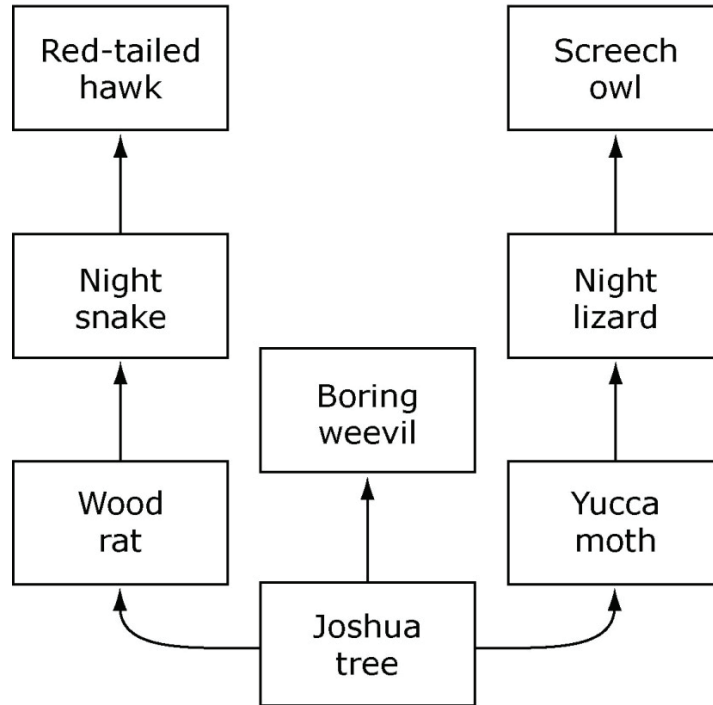 Red-tailed
hawk
Screech
owl
Night
snake
Night
lizard
Boring
weevil
Wood
rat
Yucca
moth
Joshua
tree